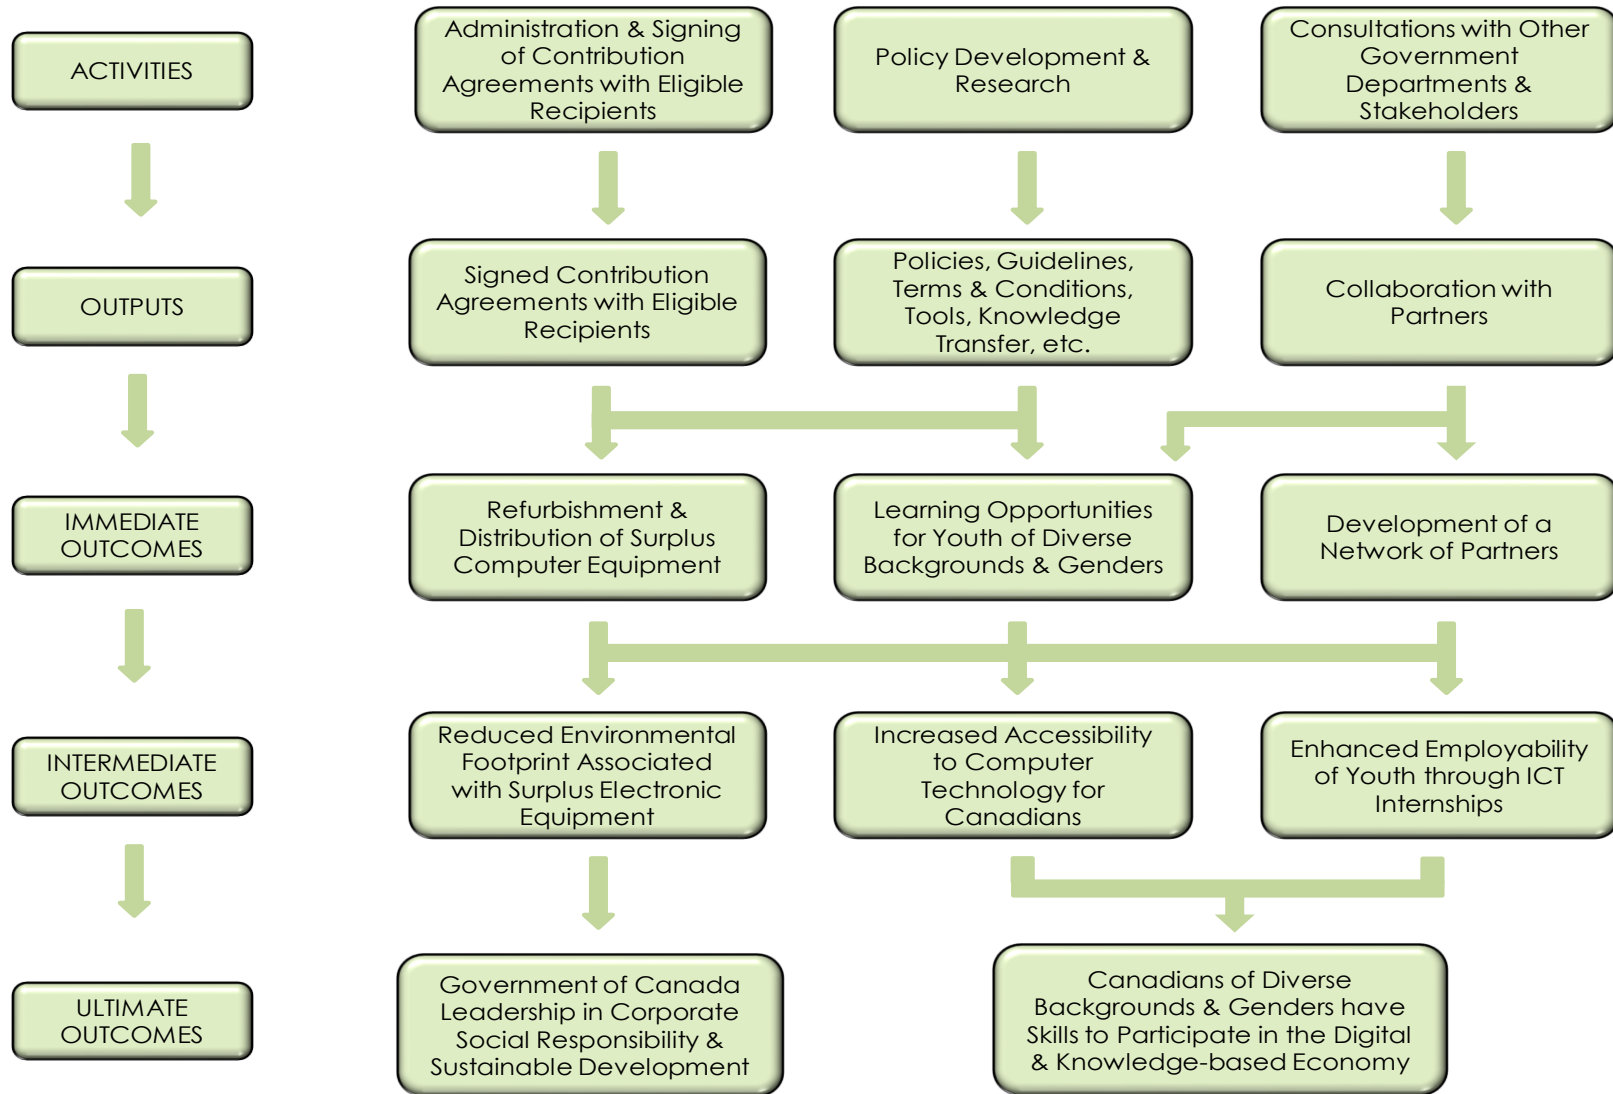 ACTIVITIES
Administration & Signing
of Contribution
Agreements with Eligible
Recipients
Policy Development &
Research
Consultations with Other
Government
Departments &
Stakeholders
OUTPUTS
Signed Contribution
Agreements with Eligible
Recipients
Policies, Guidelines,
Terms & Conditions,
Tools, Knowledge
Transfer, etc.
Collaboration with
Partners
IMMEDIATE
OUTCOMES
Refurbishment &
Distribution of Surplus
Computer Equipment
Learning Opportunities
for Youth of Diverse
Backgrounds & Genders
Development of a
Network of Partners
INTERMEDIATE
OUTCOMES
Reduced Environmental
Footprint Associated
with Surplus Electronic
Equipment
Increased Accessibility
to Computer
Technology for
Canadians
Enhanced Employability
of Youth through ICT
Internships
ULTIMATE
OUTCOMES
Government of Canada
Leadership in Corporate
Social Responsibility &
Sustainable Development
Canadians of Diverse
Backgrounds & Genders have
Skills to Participate in the Digital
& Knowledge-based Economy